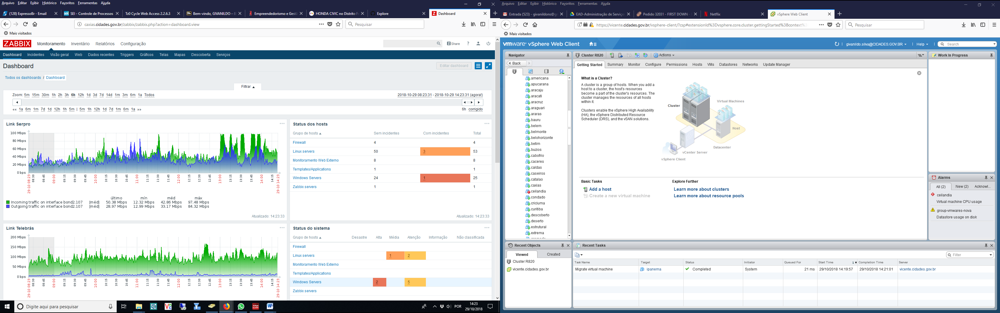 Arquivo Editar Exibir Histórico Favoritos Ferramentas Ajuda
(128) ExpressoBr - Email
SEI - Controle de Processos
Tz0 Cycle Web Access 2.2.6.3
Bem-vindo, GIVANILDO – B
Empreendedorismo e Gestã
HONDA CIVIC no Distrito F
Explore
Dashboard
caxias.cidades.gov.br/zabbix/zabbix.php?action=dashboard.view
Pesquisar
Mais visitados
ZABBIX Monitoramento Inventário Relatórios Configuração
Share ?
Dashboard Incidentes Visão geral Web Dados recentes Triggers Gráficos Telas Mapas Descoberta Serviços
Dashboard
Editar dashboard
Todos os dashboards / Dashboard
Filtrar ▲
Zoom: 5m 15m 30m 1h 2h 3h 6h 12h 1d 3d 7d 14d 1m 3m 6m 1a Todos
2018-10-29 08:23:31 - 2018-10-29 14:23:31 (agora!)
«« 1a 6m 1m 7d 1d 12h 1h 5m | 5m 1h 12h 1d 7d 1m 6m 1a »»
6h corrigido
Link Serpro
100 Mbps
80 Mbps
60 Mbps
40 Mbps
20 Mbps
0 bps
29-10 08:23 08:30 08:45 09:00 09:15 09:30 09:45 10:00 10:15 10:30 10:45 11:00 11:15 11:30 11:45 12:00 12:15 12:30 12:45 13:00 13:15 13:30 13:45 14:00 14:15 29-10 14:23
último mín méd máx
Incoming traffic on interface bond2.107 [méd] 50.38 Mbps 12.32 Mbps 42.86 Mbps 97.48 Mbps
Outgoing traffic on interface bond2.107 [méd] 28.97 Mbps 12.99 Mbps 33.17 Mbps 84.32 Mbps
Atualizado: 14:23:33
Status dos hosts
Grupo de hosts ▲ Sem incidentes Com incidentes Total
Firewall 4 4
Linux servers 50 3 53
Monitoramento Web Externo 8 8
Templates/Applications 1 1
Windows Servers 24 1 25
Zabbix servers 1 1
Atualizado: 14:23:33
Link Telebrás
200 Mbps
150 Mbps
100 Mbps
50 Mbps
0 bps
29-10 08:23 08:30 08:45 09:00 09:15 09:30 09:45 10:00 10:15 10:30 10:45 11:00 11:15 11:30 11:45 12:00 12:15 12:30 12:45 13:00 13:15 13:30 13:45 14:00 14:15 29-10 14:23
Status do sistema
Grupo de hosts ▲ Desastre Alta Média Atenção Informação Não classificada
Firewall
Linux servers 1 2
Monitoramento Web Externo
Templates/Applications
Windows Servers 2 5
Zabbix servers
Digite aqui para pesquisar
POR
14:23
29/10/2018
Arquivo Editar Exibir Histórico Favoritos Ferramentas Ajuda
Entrada (523) - givanildons@g
EAD-Administração de Serviço
Pedido 32031 - FIRST DOWN -
Netflix
vSphere Web Client
https://vicente.cidades.gov.br/vsphere-client/?csp#extensionId%3Dvsphere.core.cluster.gettingStarted%3Bcontext%3
Pesquisar
Mais visitados
vmware® vSphere Web Client
givanildo.silva@CIDADES.GOV.BR
Help
Search
Navigator
Back
americana
apucarana
aracaju
aracati
aracruz
araguari
araras
bauru
belem
belmonte
belohorizonte
betim
buzios
cabofrio
caceres
caldas
caseiros
catalao
caxias
ceilandia
condado
criciuma
curitiba
descoberto
deserto
estrutural
extrema
Cluster R820 Actions
Getting Started Summary Monitor Configure Permissions Hosts VMs Datastores Networks Update Manager
What is a Cluster?
A cluster is a group of hosts. When you add a
host to a cluster, the host's resources
become a part of the cluster's resources. The
cluster manages the resources of all hosts
within it.
Clusters enable the vSphere High Availability
(HA), the vSphere Distributed Resource
Scheduler (DRS), and the vSAN solutions.
Cluster
Virtual Machines
Host
Datacenter
vCenter Server
vSphere Client
Basic Tasks
Add a host
Create a new virtual machine
Explore Further
Learn more about clusters
Learn more about resource pools
Work In Progress
Alarms
All (2) New (2) Acknowl...
ceilandia
Virtual machine CPU usage
group-vmwares-nova
Datastore usage on disk
Recent Objects
Viewed Created
Cluster R820
vicente.cidades.gov.br
Recent Tasks
Filter
Task Name Target Status Initiator Queued For Start Time 1 ▼ Completion Time Server
Migrate virtual machine ipanema Completed System 21 ms 29/10/2018 14:19:57 29/10/2018 14:21:01 vicente.cidades.gov.br